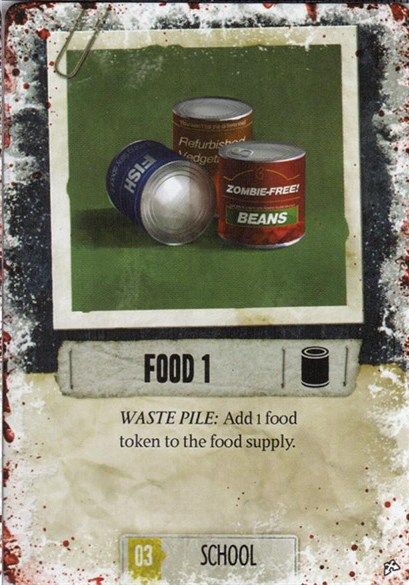 Refurbished
Vedgeta
FISH
ZOMBIE-FREE!
BEANS
FOOD 1
WASTE PILE: Add 1 food
token to the food supply.
03 SCHOOL